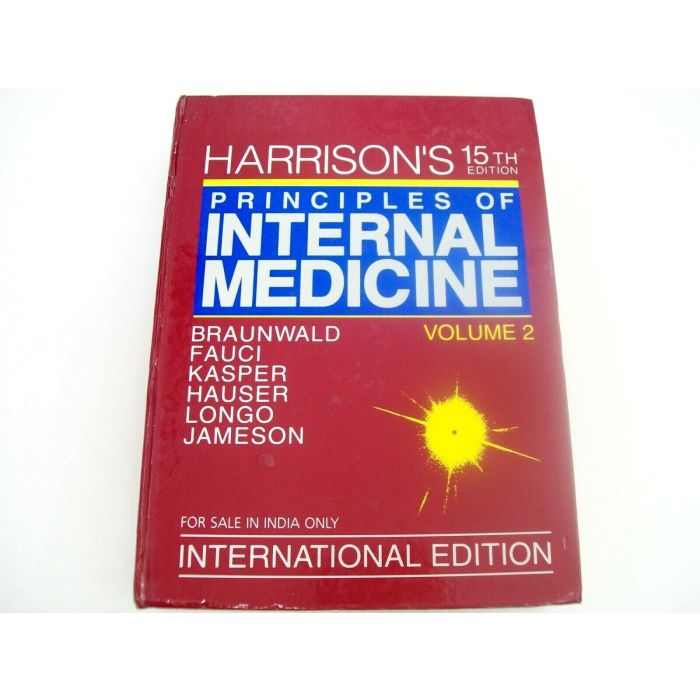 HARRISON'S 15TH EDITION
PRINCIPLES OF
INTERNAL
MEDICINE
BRAUNWALD VOLUME 2
FAUCI
KASPER
HAUSER
LONGO
JAMESON
FOR SALE IN INDIA ONLY
INTERNATIONAL EDITION